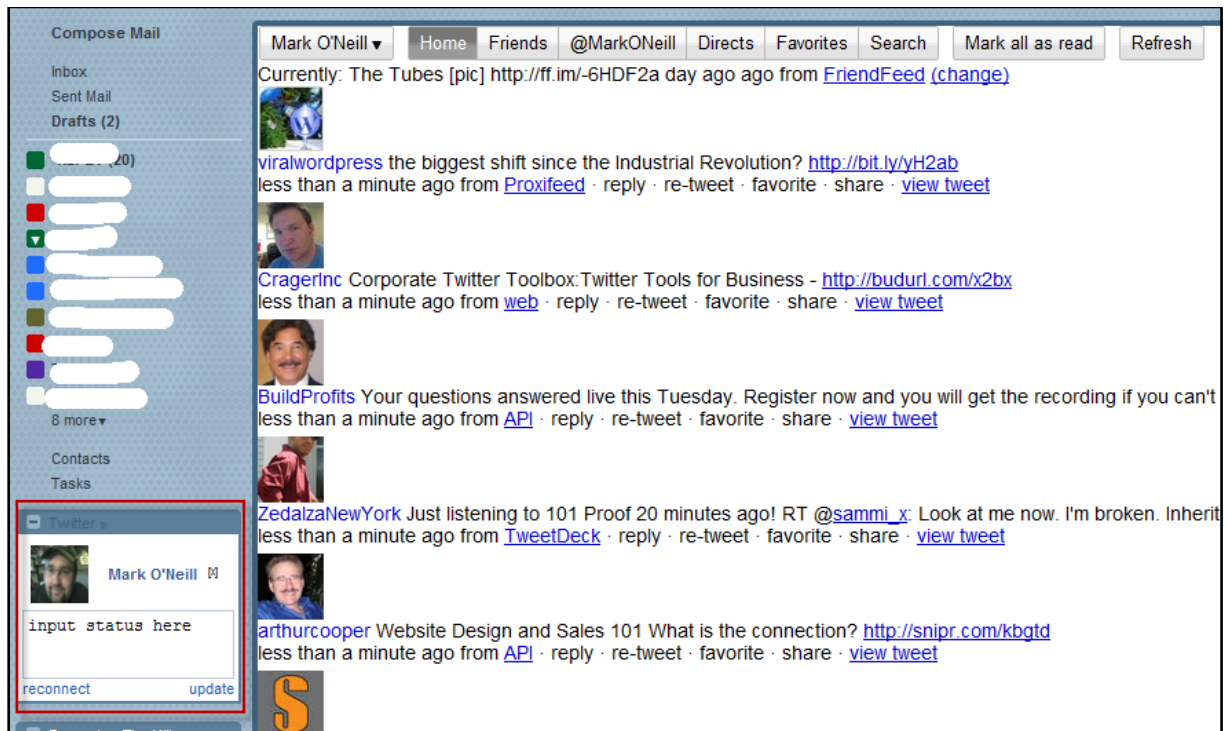 Compose Mail
Inbox
Sent Mail
Drafts (2)
20)
8 more▾
Contacts
Tasks
Twitter »
Mark O'Neill
input status here
reconnect update
Mark O'Neill ▾ Home Friends @MarkONeill Directs Favorites Search Mark all as read Refresh
Currently: The Tubes [pic] http://ff.im/-6HDF2a day ago ago from FriendFeed (change)
viralwordpress the biggest shift since the Industrial Revolution? http://bit.ly/yH2ab
less than a minute ago from Proxifeed · reply · re-tweet · favorite · share · view tweet
CragerInc Corporate Twitter Toolbox:Twitter Tools for Business - http://budurl.com/x2bx
less than a minute ago from web · reply · re-tweet · favorite · share · view tweet
BuildProfits Your questions answered live this Tuesday. Register now and you will get the recording if you can't
less than a minute ago from API · reply · re-tweet · favorite · share · view tweet
ZedalzaNewYork Just listening to 101 Proof 20 minutes ago! RT @sammi_x: Look at me now. I'm broken. Inherit
less than a minute ago from TweetDeck · reply · re-tweet · favorite · share · view tweet
arthurcooper Website Design and Sales 101 What is the connection? http://snipr.com/kbgtd
less than a minute ago from API · reply · re-tweet · favorite · share · view tweet